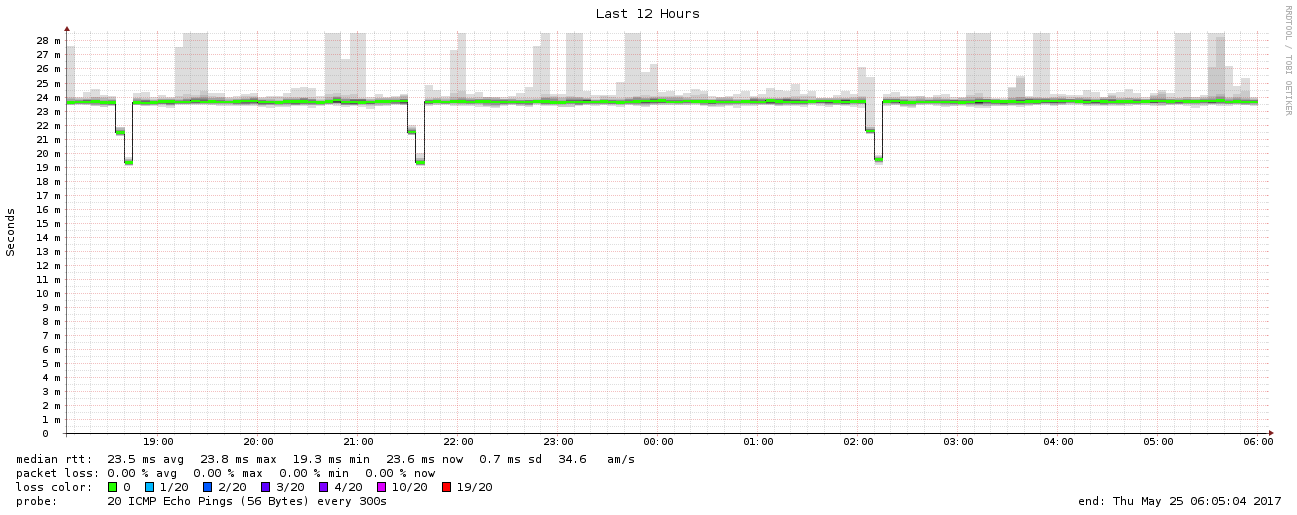 Last 12 Hours
RRDTOOL / TOBI OETIKER
Seconds
28 m
27 m
26 m
25 m
24 m
23 m
22 m
21 m
20 m
19 m
18 m
17 m
16 m
15 m
14 m
13 m
12 m
11 m
10 m
9 m
8 m
7 m
6 m
5 m
4 m
3 m
2 m
1 m
0
19:00 20:00 21:00 22:00 23:00 00:00 01:00 02:00 03:00 04:00 05:00 06:00
median rtt: 23.5 ms avg 23.8 ms max 19.3 ms min 23.6 ms now 0.7 ms sd 34.6 am/s
packet loss: 0.00 % avg 0.00 % max 0.00 % min 0.00 % now
loss color: 0 1/20 2/20 3/20 4/20 10/20 19/20
probe: 20 ICMP Echo Pings (56 Bytes) every 300s end: Thu May 25 06:05:04 2017